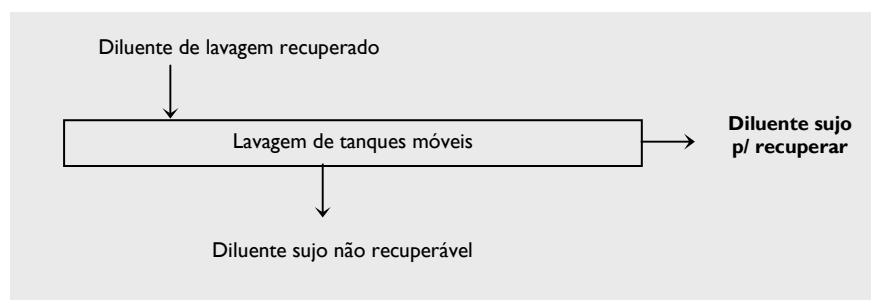 Diluente de lavagem recuperado
Lavagem de tanques móveis
Diluente sujo
p/ recuperar
Diluente sujo não recuperável